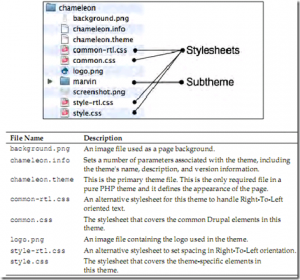 chameleon
background.png
chameleon.info
chameleon.theme
common-rtl.css
common.css
logo.png
marvin
screenshot.png
style-rtl.css
style.css
Stylesheets
Subtheme
File Name Description
background.png An image file used as a page background.
chameleon.info Sets a number of parameters associated with the theme, including
the theme's name, description, and version information.
chameleon.theme This is the primary theme file. This is the only required file in a
pure PHP theme and it defines the appearance of the page.
common-rtl.css An alternative stylesheet for this theme to handle Right-To-Left
oriented text.
common.css The stylesheet that covers the common Drupal elements in this
theme.
logo.png An image file containing the logo used in the theme.
style-rtl.css An alternative stylesheet to set spacing in Right-To-Left orientation.
style.css The stylesheet that covers the theme-specific elements in
this theme.